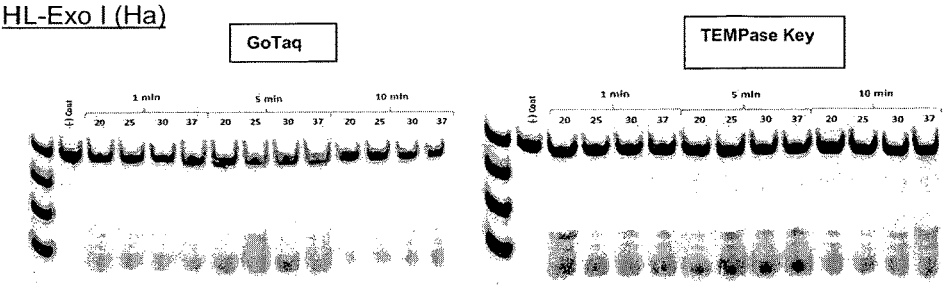 HL-Exo I (Ha)
GoTaq
1 min 5 min 10 min
(-) Cont 20 25 30 37 20 25 30 37 20 25 30 37
TEMPase Key
1 min 5 min 10 min
(-) Cont 20 25 30 37 20 25 30 37 20 25 30 37